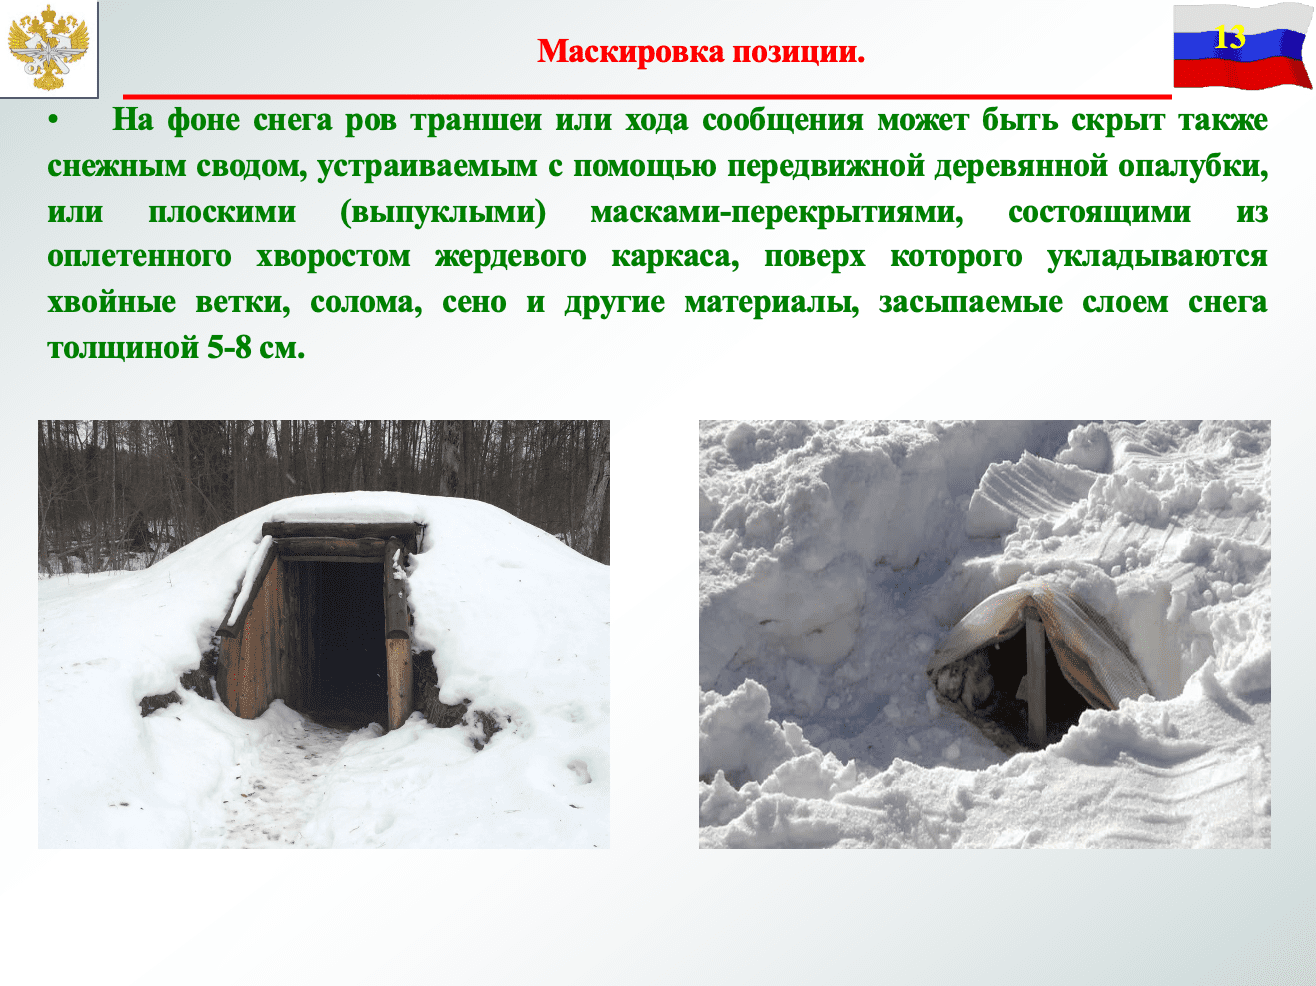 Маскировка позиции.
13
• На фоне снега ров траншеи или хода сообщения может быть скрыт также
снежным сводом, устраиваемым с помощью передвижной деревянной опалубки,
или плоскими (выпуклыми) масками-перекрытиями, состоящими из
оплетенного хворостом жердевого каркаса, поверх которого укладываются
хвойные ветки, солома, сено и другие материалы, засыпаемые слоем снега
толщиной 5-8 см.